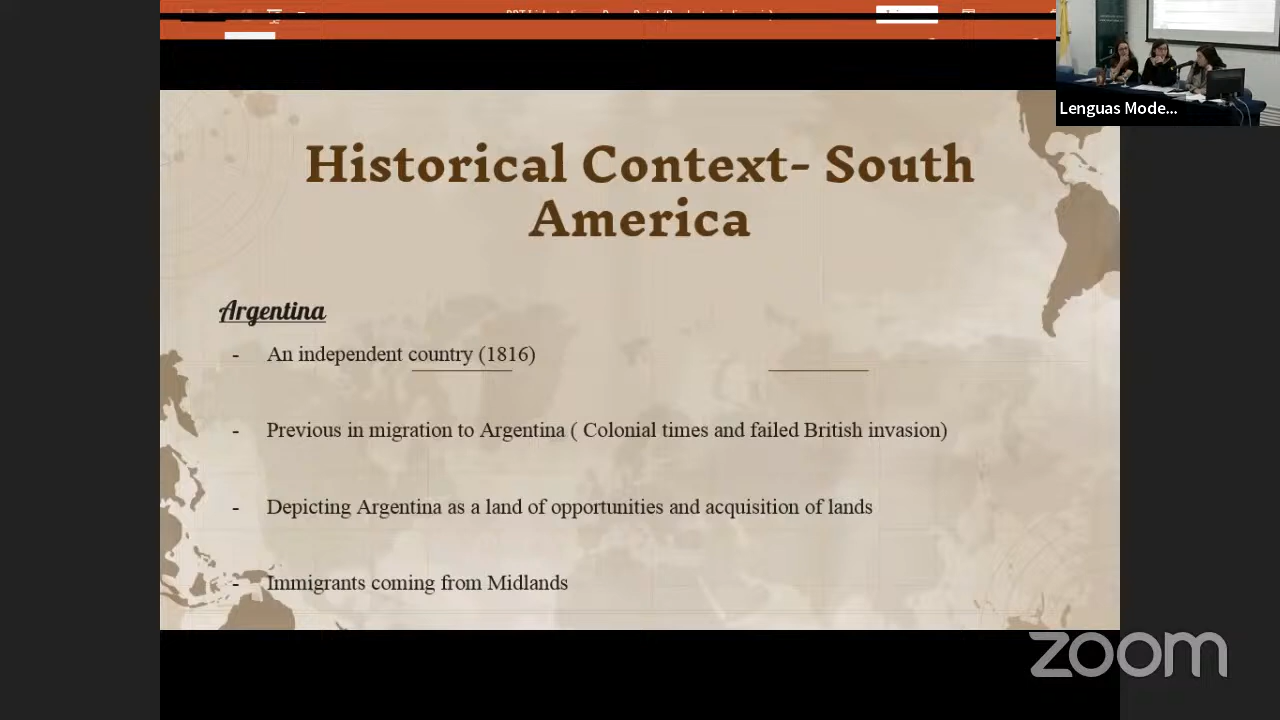 Lenguas Mode...
Historical Context- South
America
Argentina
- An independent country (1816)
- Previous in migration to Argentina ( Colonial times and failed British invasion)
- Depicting Argentina as a land of opportunities and acquisition of lands
- Immigrants coming from Midlands
zoom